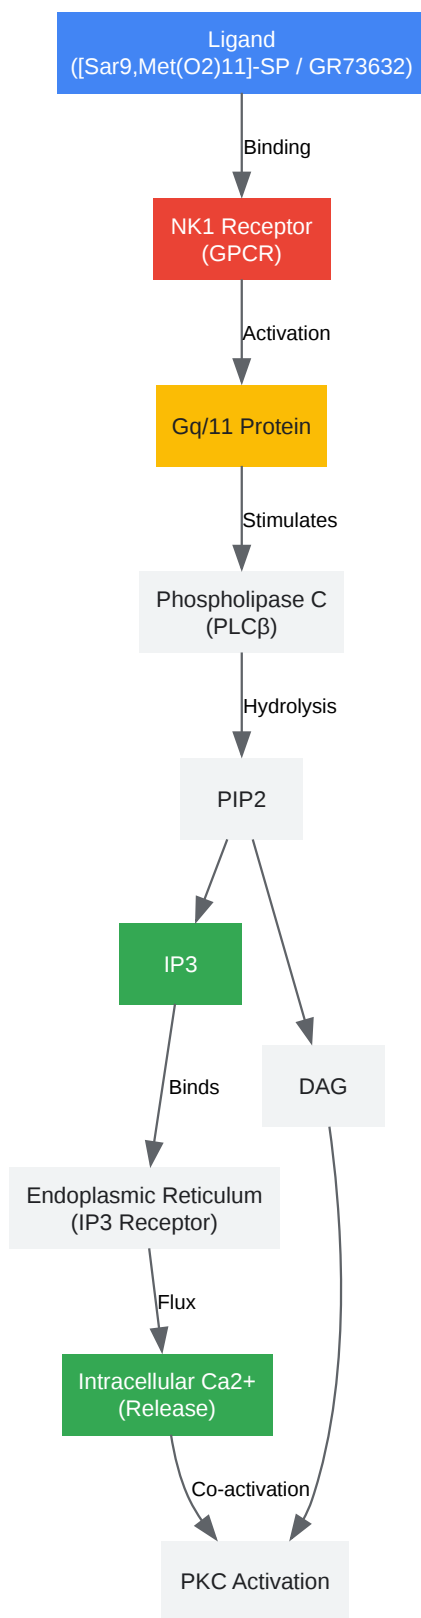 Ligand
([Sar9,Met(O2)11]-SP / GR73632)
Binding
NK1 Receptor
(GPCR)
Activation
Gq/11 Protein
Stimulates
Phospholipase C
(PLCβ)
Hydrolysis
PIP2
IP3
DAG
Binds
Endoplasmic Reticulum
(IP3 Receptor)
Flux
Intracellular Ca2+
(Release)
Co-activation
PKC Activation